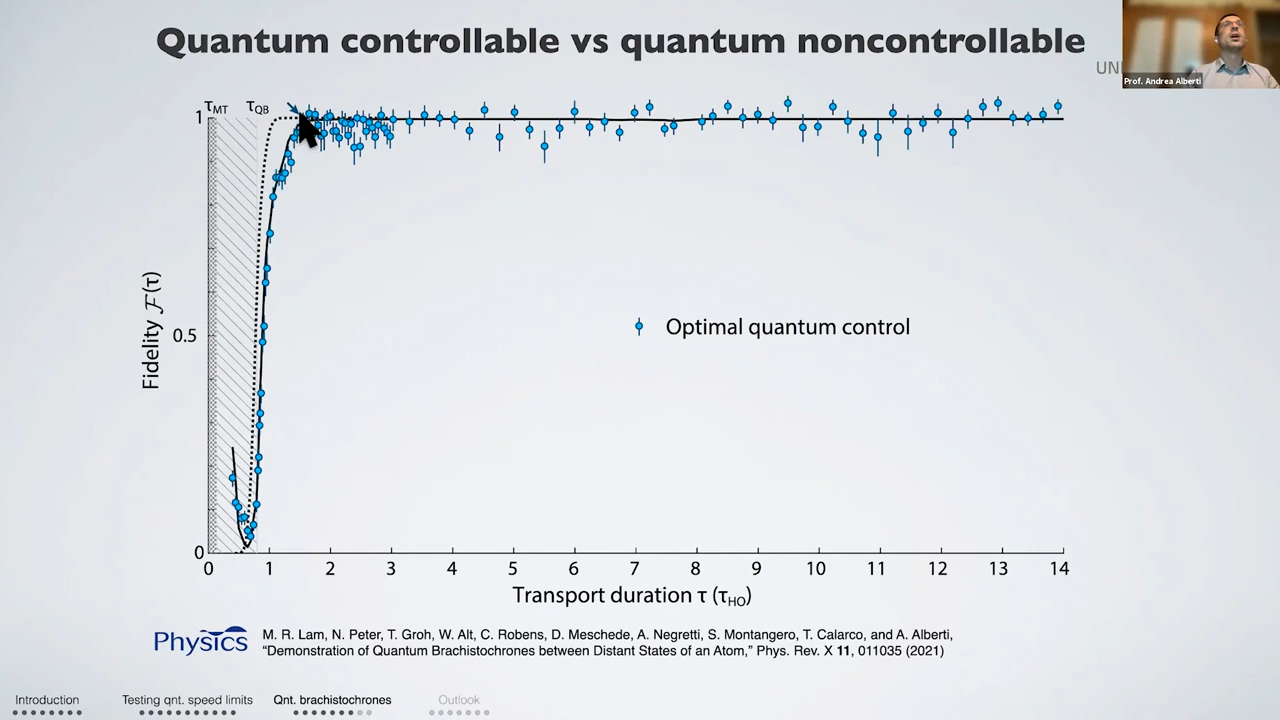 Quantum controllable vs quantum noncontrollable
UNI
Prof. Andrea Alberti
τMT
τQB
1
0.5
0
Fidelity ℱ(τ)
Optimal quantum control
0 1 2 3 4 5 6 7 8 9 10 11 12 13 14
Transport duration τ (τHO)
Physics
M. R. Lam, N. Peter, T. Groh, W. Alt, C. Robens, D. Meschede, A. Negretti, S. Montangero, T. Calarco, and A. Alberti,
“Demonstration of Quantum Brachistochrones between Distant States of an Atom,” Phys. Rev. X 11, 011035 (2021)
Introduction
Testing qnt. speed limits
Qnt. brachistochrones
Outlook